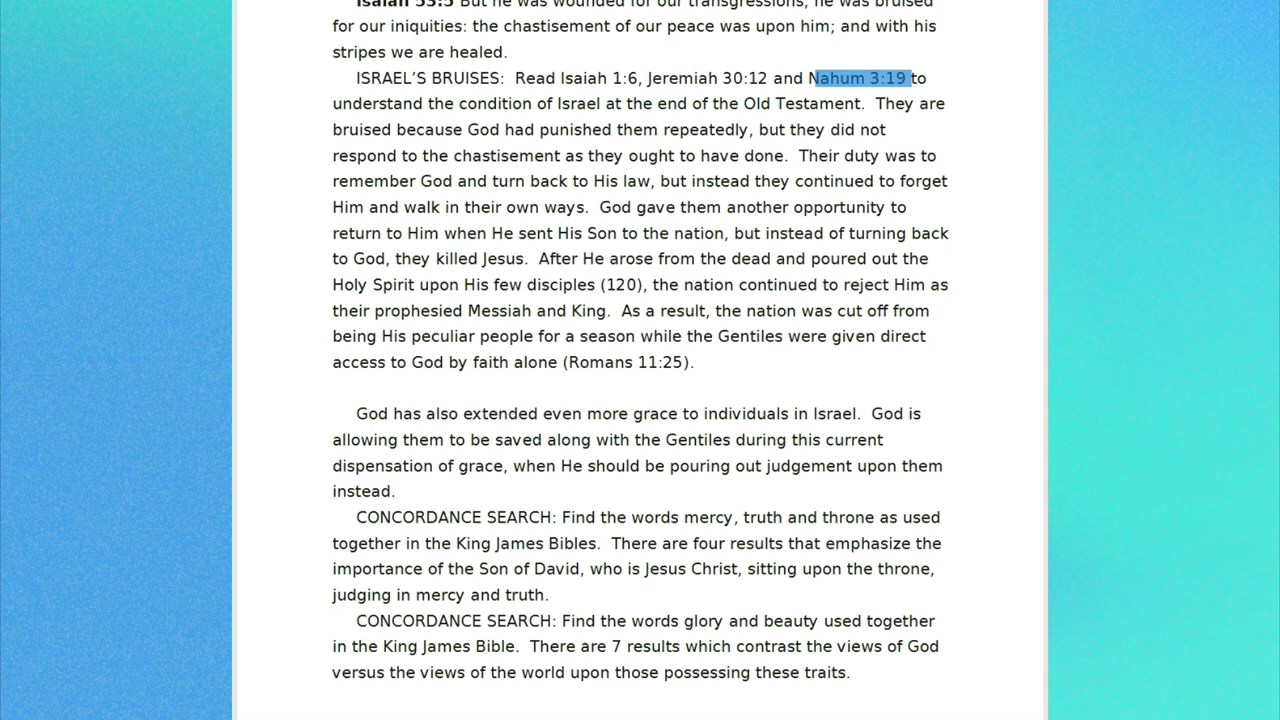 Isaiah 53:5 But he was wounded for our transgressions, he was bruised
for our iniquities: the chastisement of our peace was upon him; and with his
stripes we are healed.
ISRAEL’S BRUISES:  Read Isaiah 1:6, Jeremiah 30:12 and Nahum 3:19 to
understand the condition of Israel at the end of the Old Testament.  They are
bruised because God had punished them repeatedly, but they did not
respond to the chastisement as they ought to have done.  Their duty was to
remember God and turn back to His law, but instead they continued to forget
Him and walk in their own ways.  God gave them another opportunity to
return to Him when He sent His Son to the nation, but instead of turning back
to God, they killed Jesus.  After He arose from the dead and poured out the
Holy Spirit upon His few disciples (120), the nation continued to reject Him as
their prophesied Messiah and King.  As a result, the nation was cut off from
being His peculiar people for a season while the Gentiles were given direct
access to God by faith alone (Romans 11:25).
God has also extended even more grace to individuals in Israel.  God is
allowing them to be saved along with the Gentiles during this current
dispensation of grace, when He should be pouring out judgement upon them
instead.
CONCORDANCE SEARCH: Find the words mercy, truth and throne as used
together in the King James Bibles.  There are four results that emphasize the
importance of the Son of David, who is Jesus Christ, sitting upon the throne,
judging in mercy and truth.
CONCORDANCE SEARCH: Find the words glory and beauty used together
in the King James Bible.  There are 7 results which contrast the views of God
versus the views of the world upon those possessing these traits.